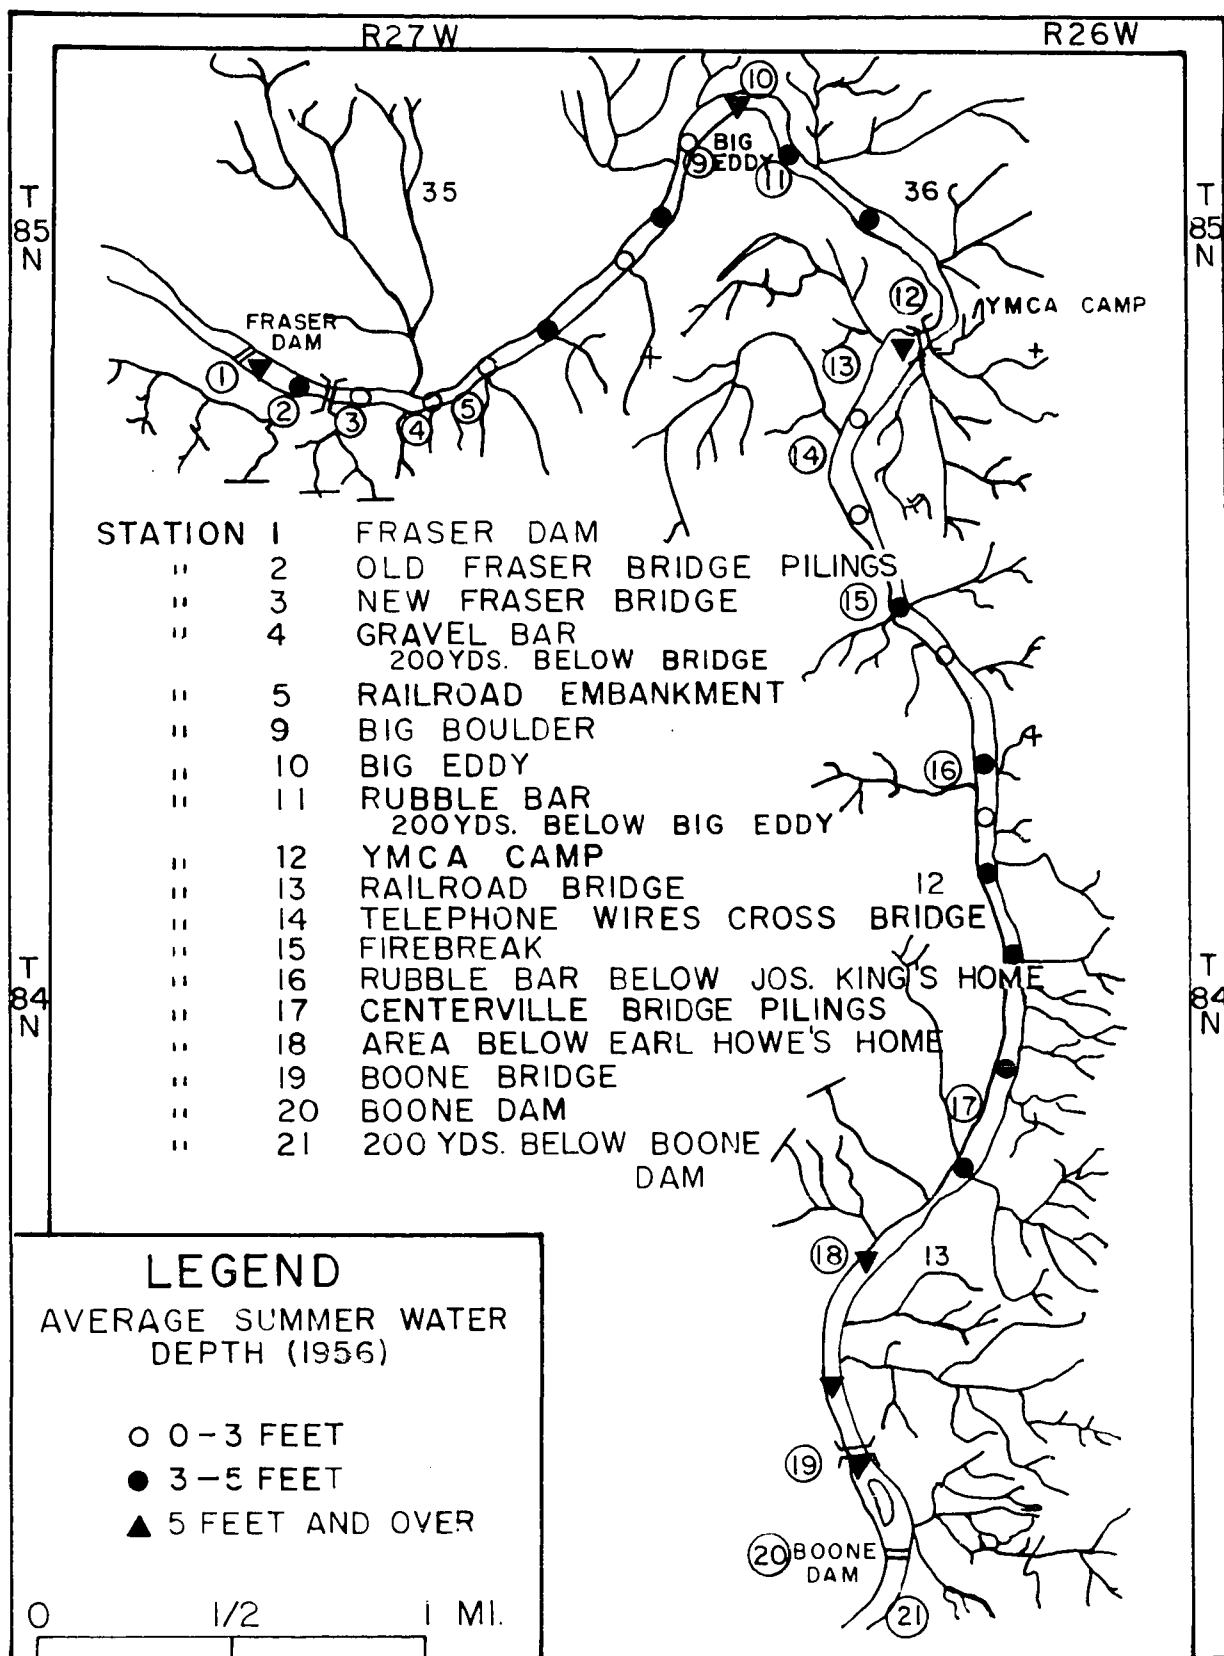 R27W
R26W
T
85
N
T
85
N
35
36
10
BIG
EDDY
9
11
12
YMCA CAMP
FRASER
DAM
1
2
3
4
5
13
14
STATION 1 FRASER DAM
" 2 OLD FRASER BRIDGE PILINGS
" 3 NEW FRASER BRIDGE
" 4 GRAVEL BAR
200YDS. BELOW BRIDGE
" 5 RAILROAD EMBANKMENT
" 9 BIG BOULDER
" 10 BIG EDDY
" 11 RUBBLE BAR
200YDS. BELOW BIG EDDY
" 12 YMCA CAMP
" 13 RAILROAD BRIDGE
" 14 TELEPHONE WIRES CROSS BRIDGE
" 15 FIREBREAK
" 16 RUBBLE BAR BELOW JOS. KING'S HOME
" 17 CENTERVILLE BRIDGE PILINGS
" 18 AREA BELOW EARL HOWE'S HOME
" 19 BOONE BRIDGE
" 20 BOONE DAM
" 21 200 YDS. BELOW BOONE
DAM
15
16
12
T
84
N
T
84
N
17
18
13
19
20
BOONE
DAM
21
LEGEND
AVERAGE SUMMER WATER
DEPTH (1956)
0-3 FEET
3-5 FEET
5 FEET AND OVER
0 1/2 1 MI.